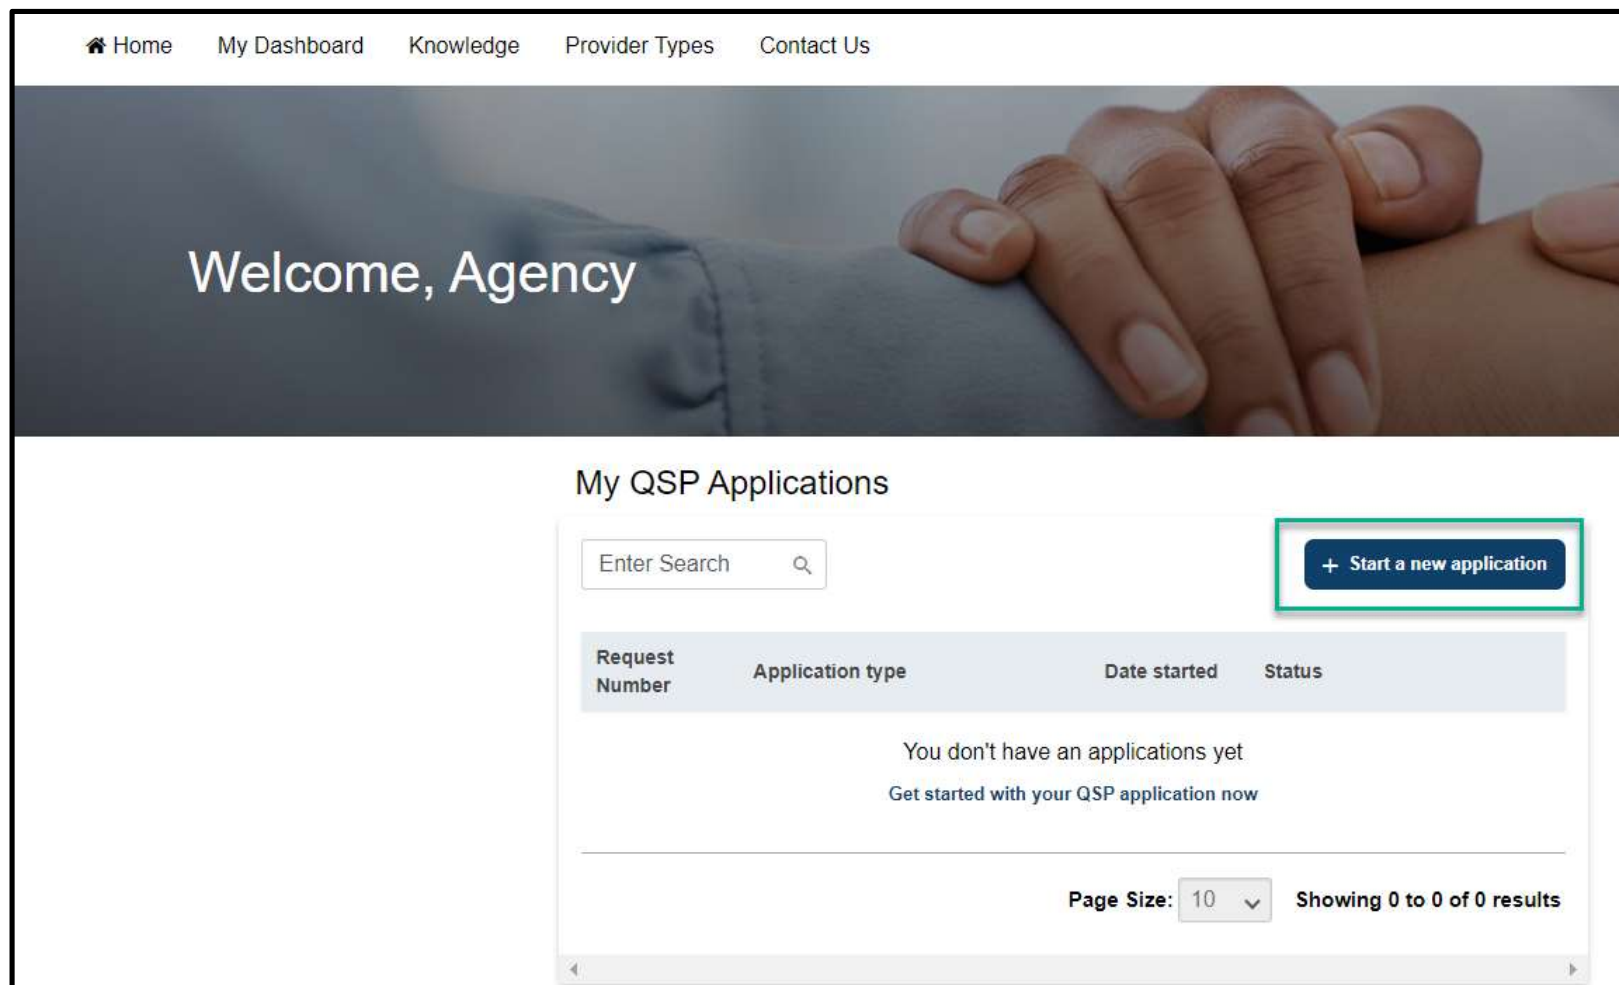 Home My Dashboard Knowledge Provider Types Contact Us
Welcome, Agency
My QSP Applications
Enter Search
+ Start a new application
Request Number Application type Date started Status
You don't have an applications yet
Get started with your QSP application now
Page Size: 10 Showing 0 to 0 of 0 results